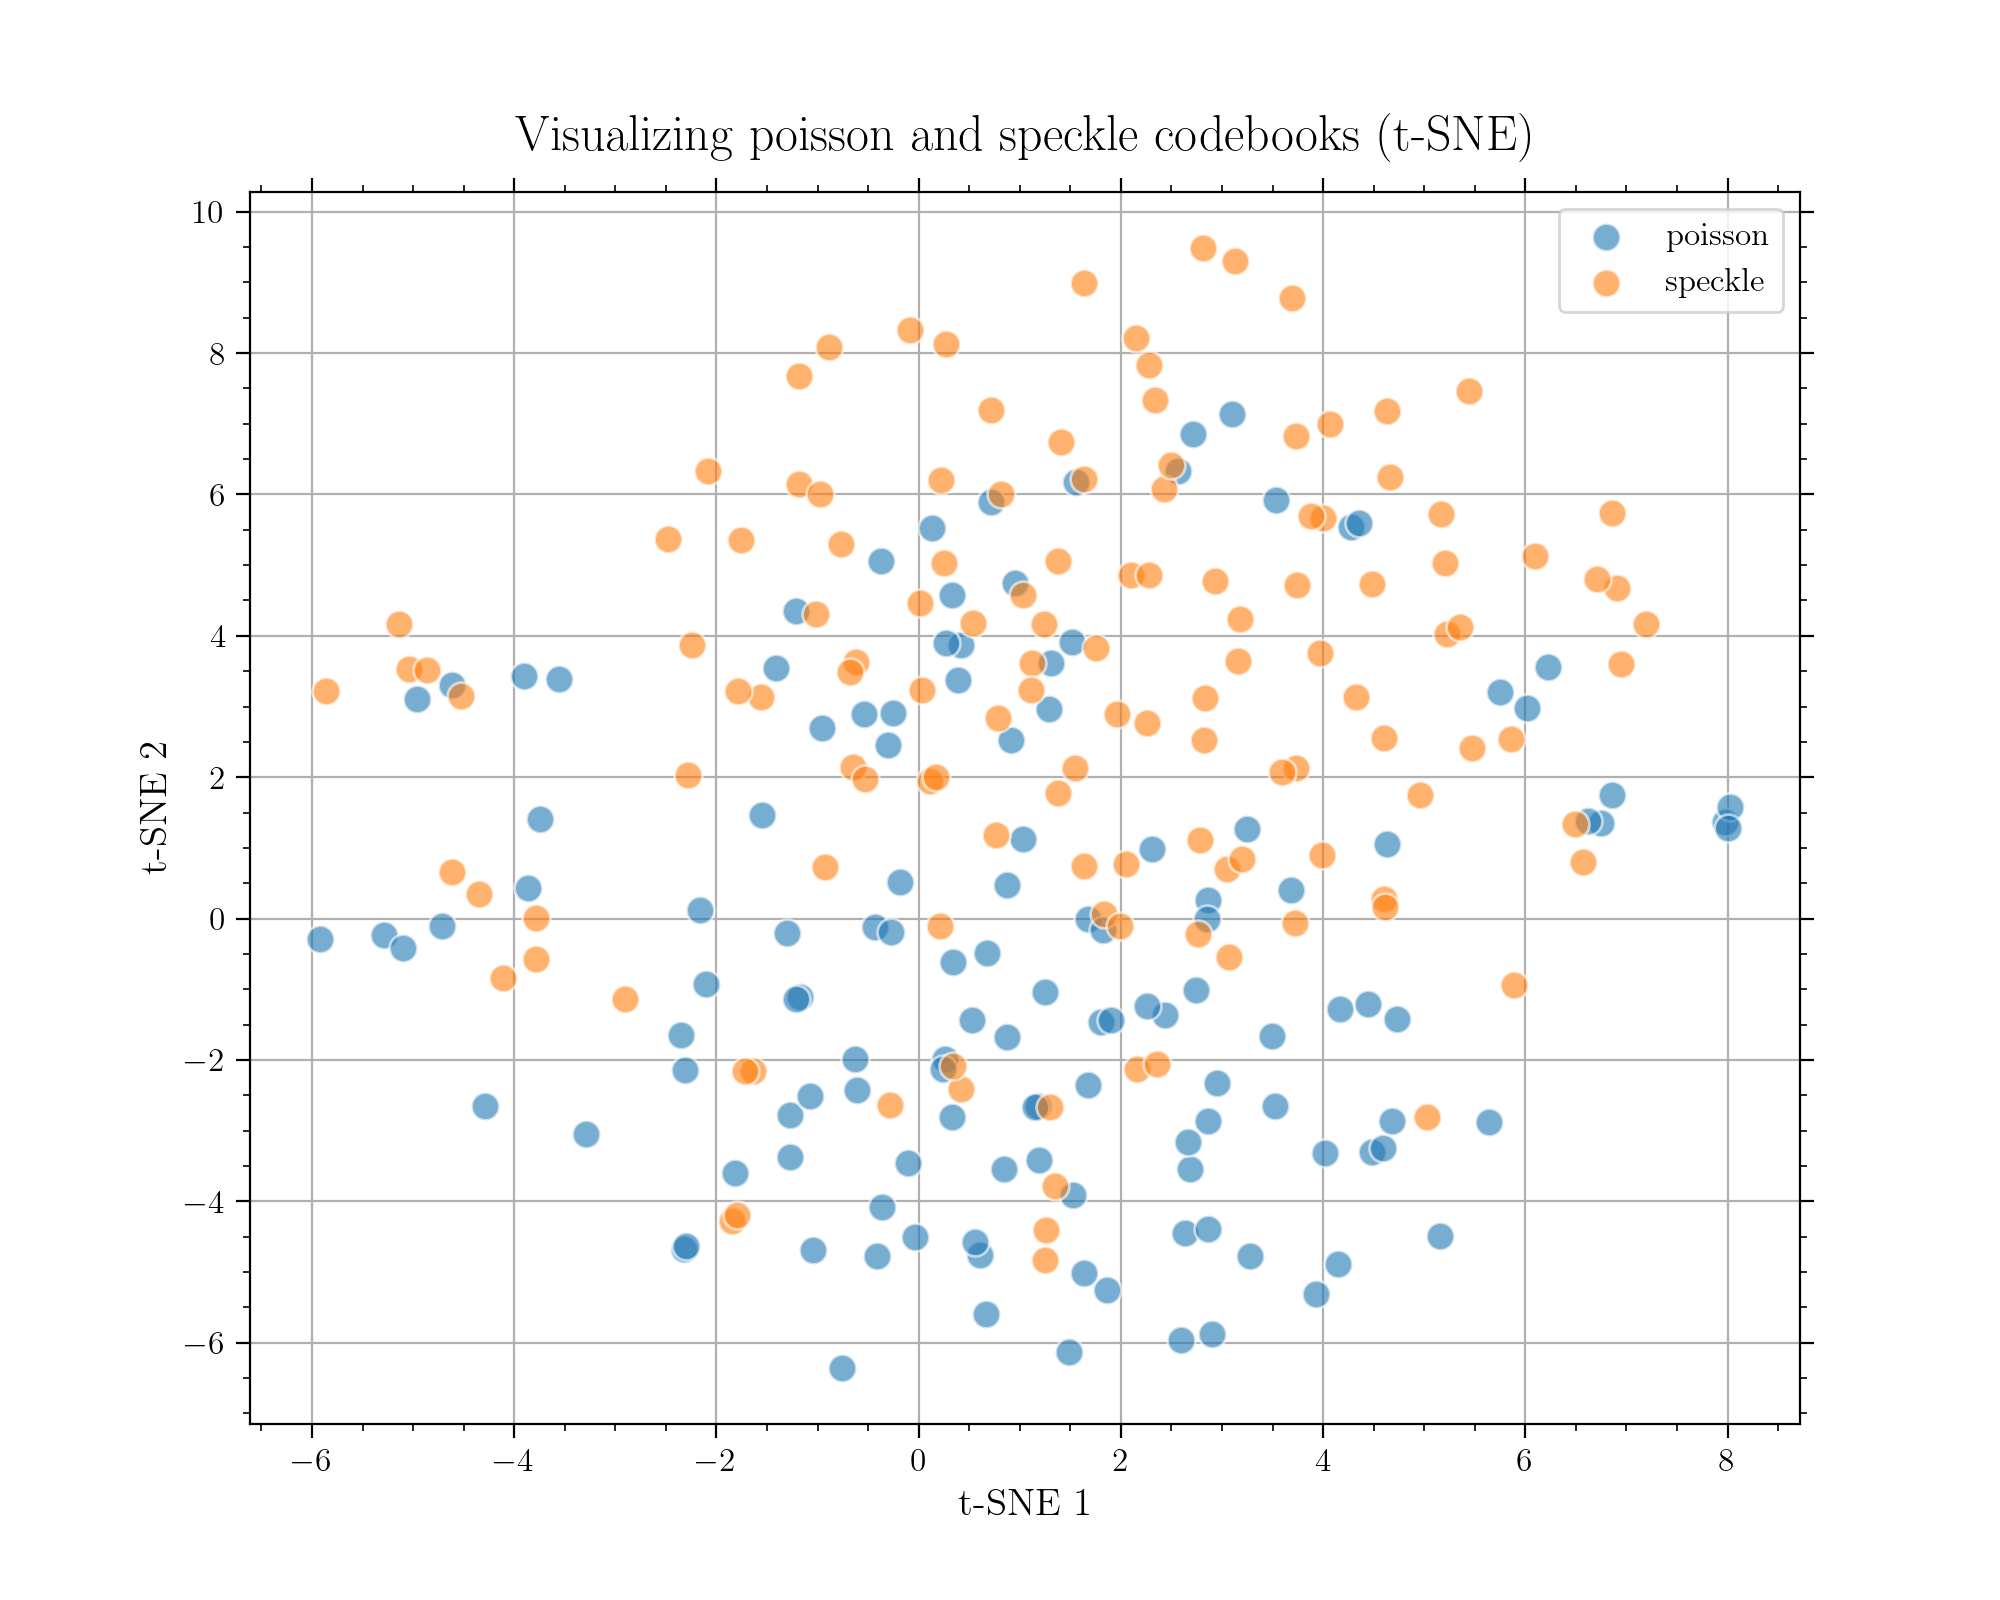 Visualizing poisson and speckle codebooks (t-SNE)
poisson
speckle
10
8
6
4
2
0
−2
−4
−6
t-SNE 2
−6 −4 −2 0 2 4 6 8
t-SNE 1